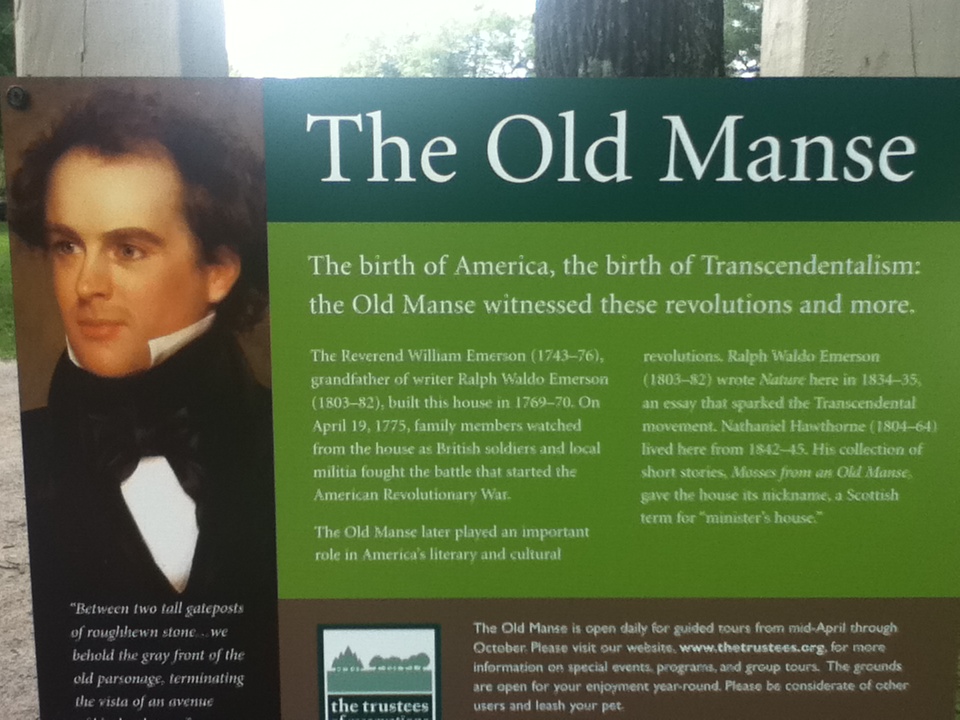 The Old Manse
The birth of America, the birth of Transcendentalism:
the Old Manse witnessed these revolutions and more.
The Reverend William Emerson (1743–76),
grandfather of writer Ralph Waldo Emerson
(1803–82), built this house in 1769–70. On
April 19, 1775, family members watched
from the house as British soldiers and local
militia fought the battle that started the
American Revolutionary War.
The Old Manse later played an important
role in America's literary and cultural
revolutions. Ralph Waldo Emerson
(1803–82) wrote Nature here in 1834–35,
an essay that sparked the Transcendental
movement. Nathaniel Hawthorne (1804–64)
lived here from 1842–45. His collection of
short stories, Mosses from an Old Manse,
gave the house its nickname, a Scottish
term for "minister's house."
"Between two tall gateposts
of roughhewn stone...we
behold the gray front of the
old parsonage, terminating
the vista of an avenue
the trustees
The Old Manse is open daily for guided tours from mid-April through
October. Please visit our website, www.thetrustees.org, for more
information on special events, programs, and group tours. The grounds
are open for your enjoyment year-round. Please be considerate of other
users and leash your pet.